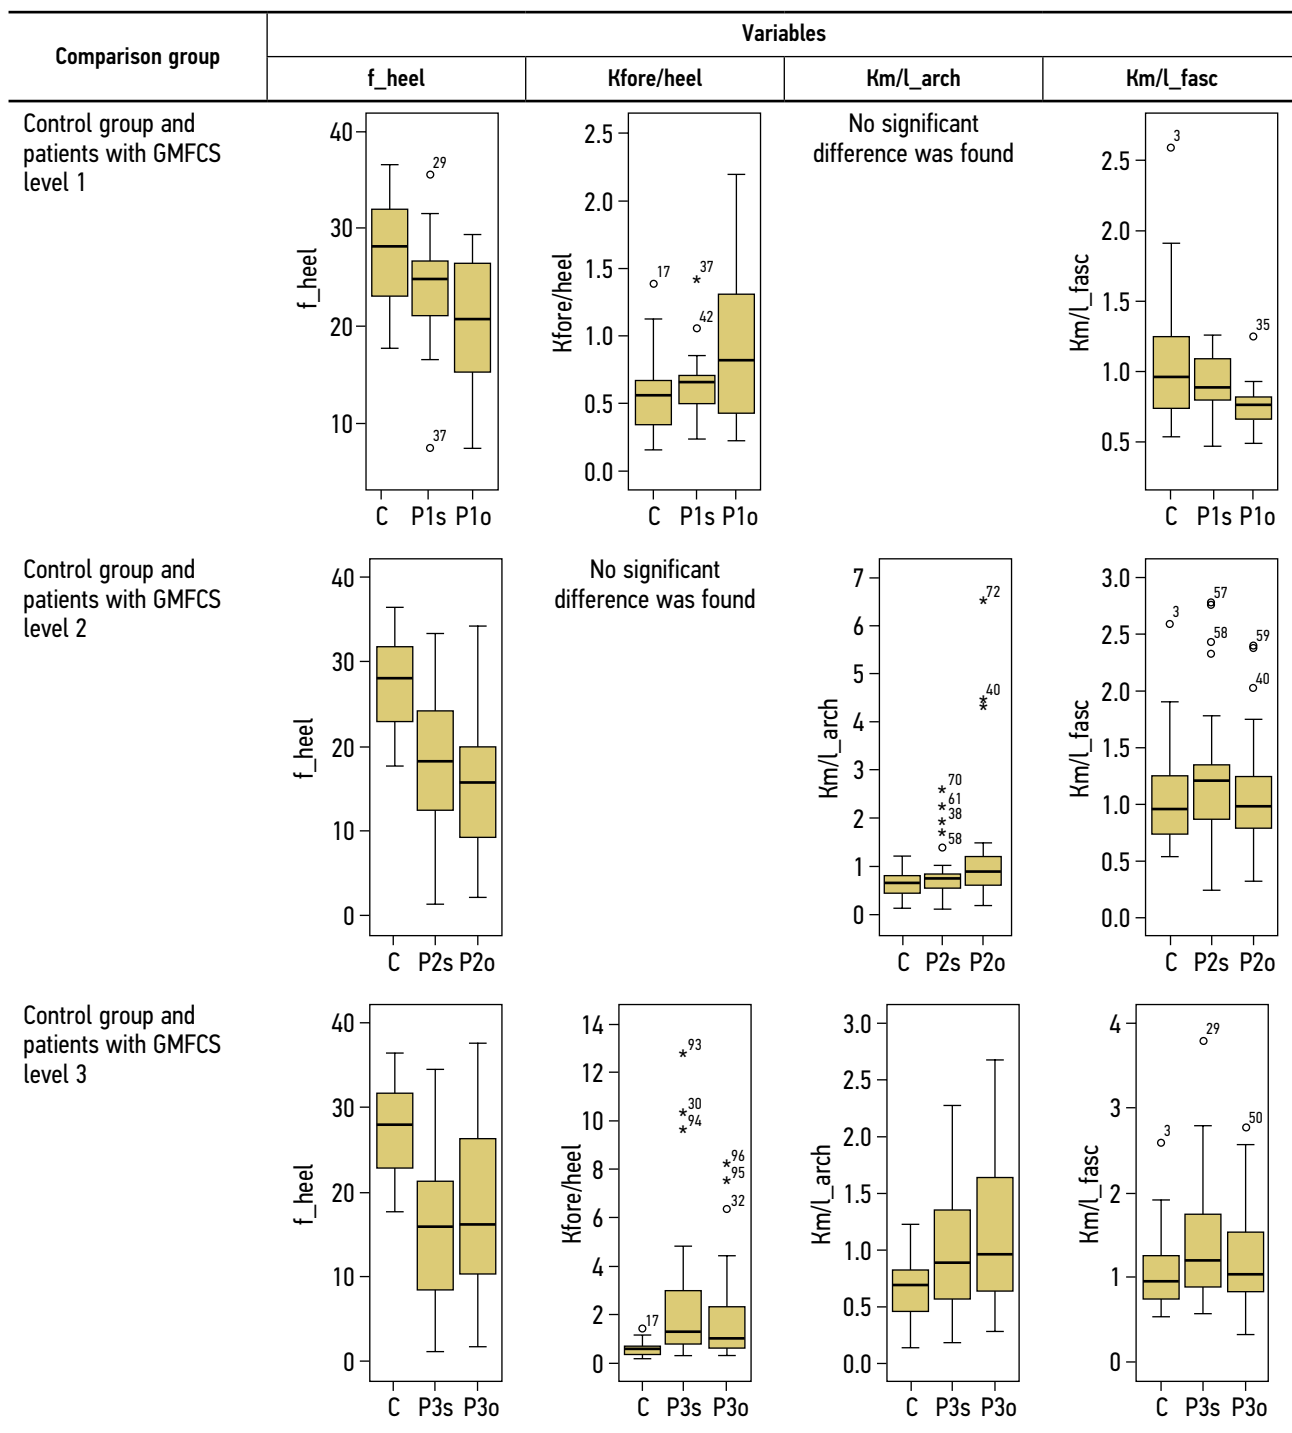 Comparison group
Variables
f_heel
Kfore/heel
Km/l_arch
Km/l_fasc
Control group and
patients with GMFCS
level 1
f_heel
40
30
20
10
29
37
C P1s P1o
Kfore/heel
2.5
2.0
1.5
1.0
0.5
0.0
17
37
42
C P1s P1o
No significant
difference was found
Km/l_fasc
2.5
2.0
1.5
1.0
0.5
3
35
C P1s P1o
Control group and
patients with GMFCS
level 2
f_heel
40
30
20
10
0
C P2s P2o
No significant
difference was found
Km/l_arch
7
6
5
4
3
2
1
0
72
40
70
61
38
58
C P2s P2o
Km/l_fasc
3.0
2.5
2.0
1.5
1.0
0.5
0.0
3
57
58
59
40
C P2s P2o
Control group and
patients with GMFCS
level 3
f_heel
40
30
20
10
0
C P3s P3o
Kfore/heel
14
12
10
8
6
4
2
0
17
93
30
94
96
95
32
C P3s P3o
Km/l_arch
3.0
2.5
2.0
1.5
1.0
0.5
0.0
C P3s P3o
Km/l_fasc
4
3
2
1
0
3
29
50
C P3s P3o